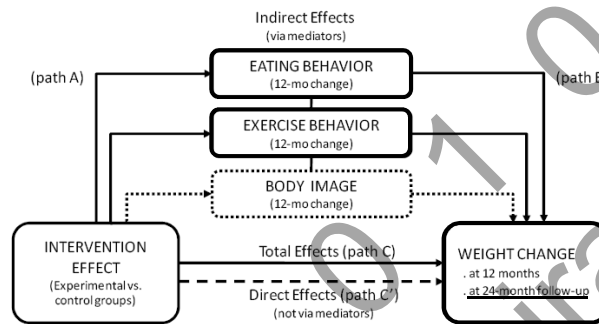 Indirect Effects
(via mediators)
EATING BEHAVIOR
(12-mo change)
(path A)
(path B
EXERCISE BEHAVIOR
(12-mo change)
BODY IMAGE
(12-mo change)
INTERVENTION
EFFECT
(Experimental vs.
control groups)
Total Effects (path C)
Direct Effects (path C’)
(not via mediators)
WEIGHT CHANGE
. at 12 months
. at 24-month follow-up